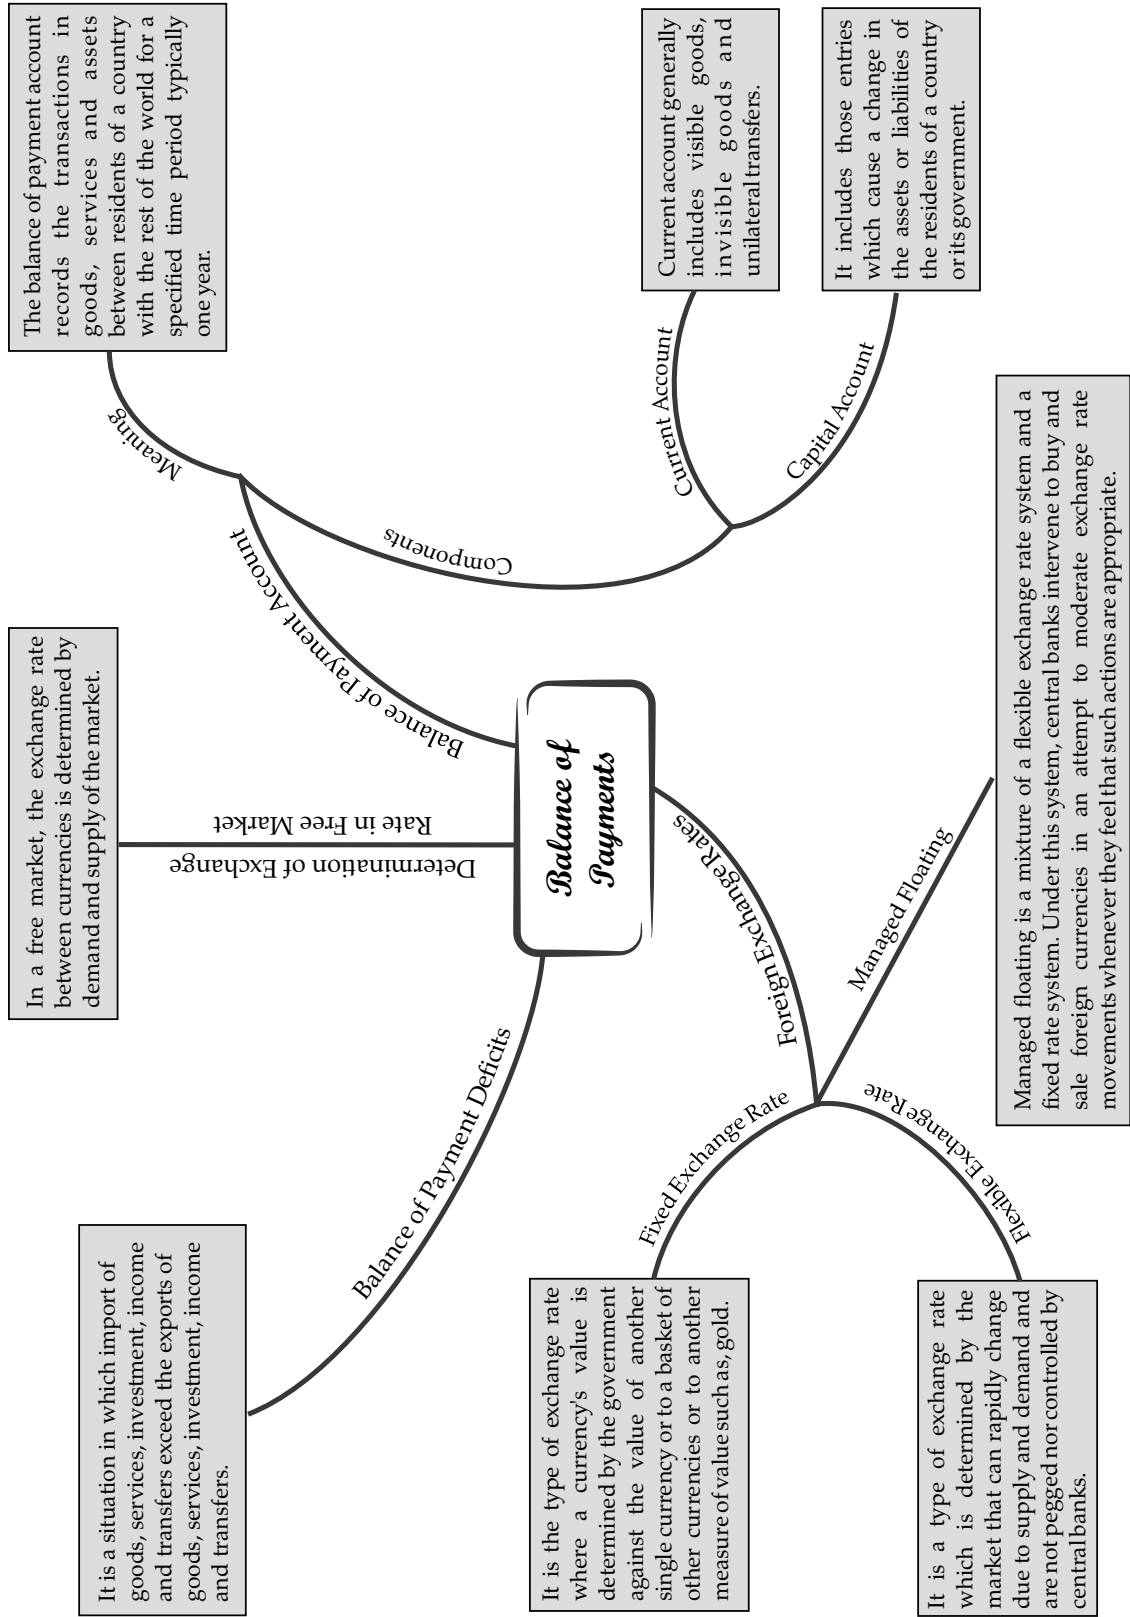 Balance of
Payments
Balance of Payment Account
Meaning
The balance of payment account
records the transactions in
goods, services and assets
between residents of a country
with the rest of the world for a
specified time period typically
one year.
Components
Current Account
Current account generally
includes visible goods,
invisible goods and
unilateral transfers.
Capital Account
It includes those entries
which cause a change in
the assets or liabilities of
the residents of a country
or its government.
Determination of Exchange
Rate in Free Market
In a free market, the exchange rate
between currencies is determined by
demand and supply of the market.
Balance of Payment Deficits
It is a situation in which import of
goods, services, investment, income
and transfers exceed the exports of
goods, services, investment, income
and transfers.
Foreign Exchange Rates
Fixed Exchange Rate
It is the type of exchange rate
where a currency's value is
determined by the government
against the value of another
single currency or to a basket of
other currencies or to another
measure of value such as, gold.
Flexible Exchange Rate
It is a type of exchange rate
which is determined by the
market that can rapidly change
due to supply and demand and
are not pegged nor controlled by
central banks.
Managed Floating
Managed floating is a mixture of a flexible exchange rate system and a
fixed rate system. Under this system, central banks intervene to buy and
sale foreign currencies in an attempt to moderate exchange rate
movements whenever they feel that such actions are appropriate.